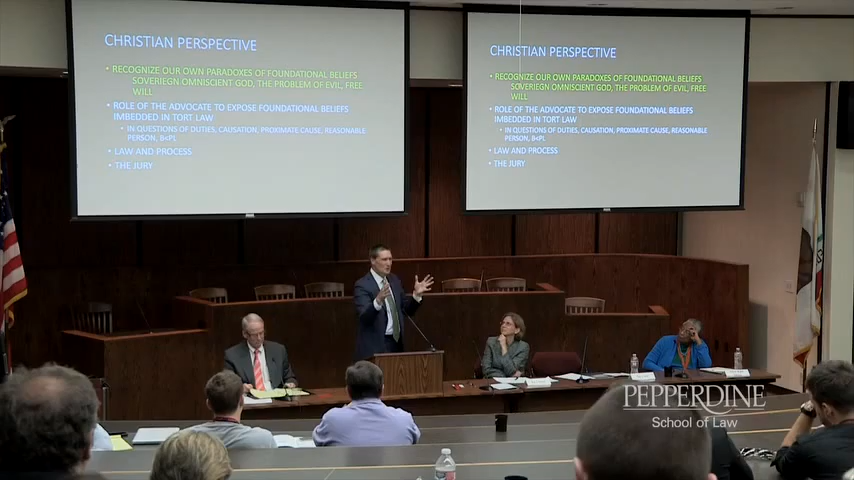 CHRISTIAN PERSPECTIVE
• RECOGNIZE OUR OWN PARADOXES OF FOUNDATIONAL BELIEFS
SOVERIEGN OMNISCIENT GOD, THE PROBLEM OF EVIL, FREE
WILL
• ROLE OF THE ADVOCATE TO EXPOSE FOUNDATIONAL BELIEFS
IMBEDDED IN TORT LAW
• IN QUESTIONS OF DUTIES, CAUSATION, PROXIMATE CAUSE, REASONABLE
PERSON, B<PL
• LAW AND PROCESS
• THE JURY
CHRISTIAN PERSPECTIVE
• RECOGNIZE OUR OWN PARADOXES OF FOUNDATIONAL BELIEFS
SOVERIEGN OMNISCIENT GOD, THE PROBLEM OF EVIL, FREE
WILL
• ROLE OF THE ADVOCATE TO EXPOSE FOUNDATIONAL BELIEFS
IMBEDDED IN TORT LAW
• IN QUESTIONS OF DUTIES, CAUSATION, PROXIMATE CAUSE, REASONABLE
PERSON, B<PL
• LAW AND PROCESS
• THE JURY
PEPPERDINE
School of Law